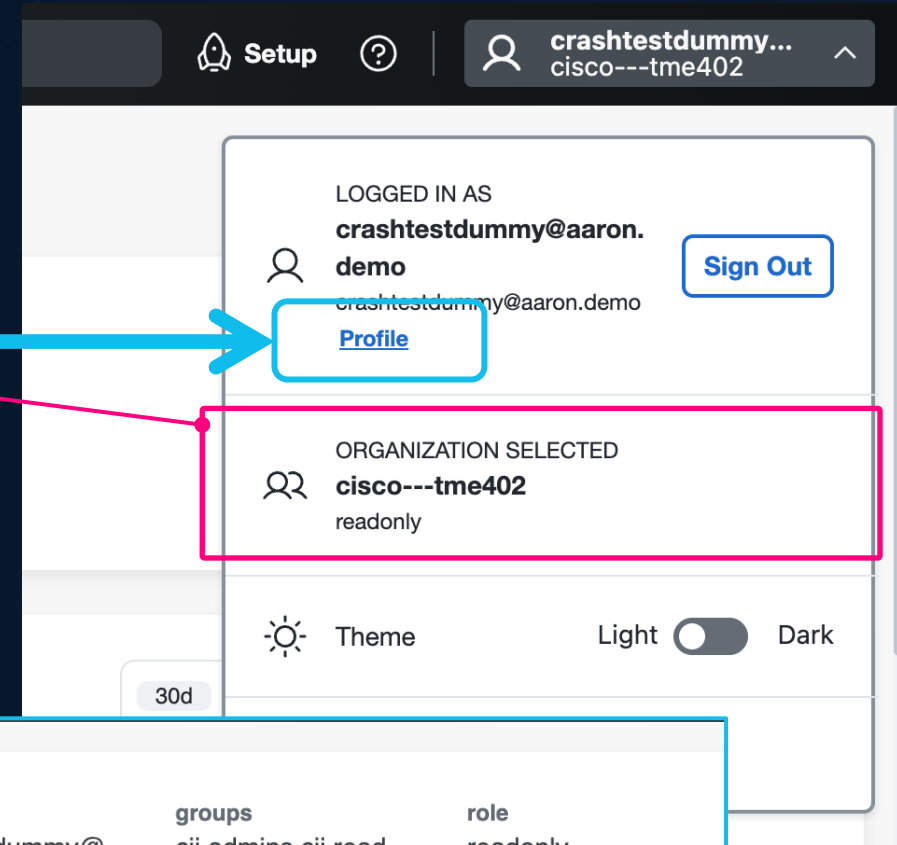 Setup
crashtestdummy...
cisco---tme402
LOGGED IN AS
crashtestdummy@aaron.
demo
Sign Out
crashtestdummy@aaron.demo
Profile
ORGANIZATION SELECTED
cisco---tme402
readonly
Theme
Light
Dark
30d
groups
role
readonly